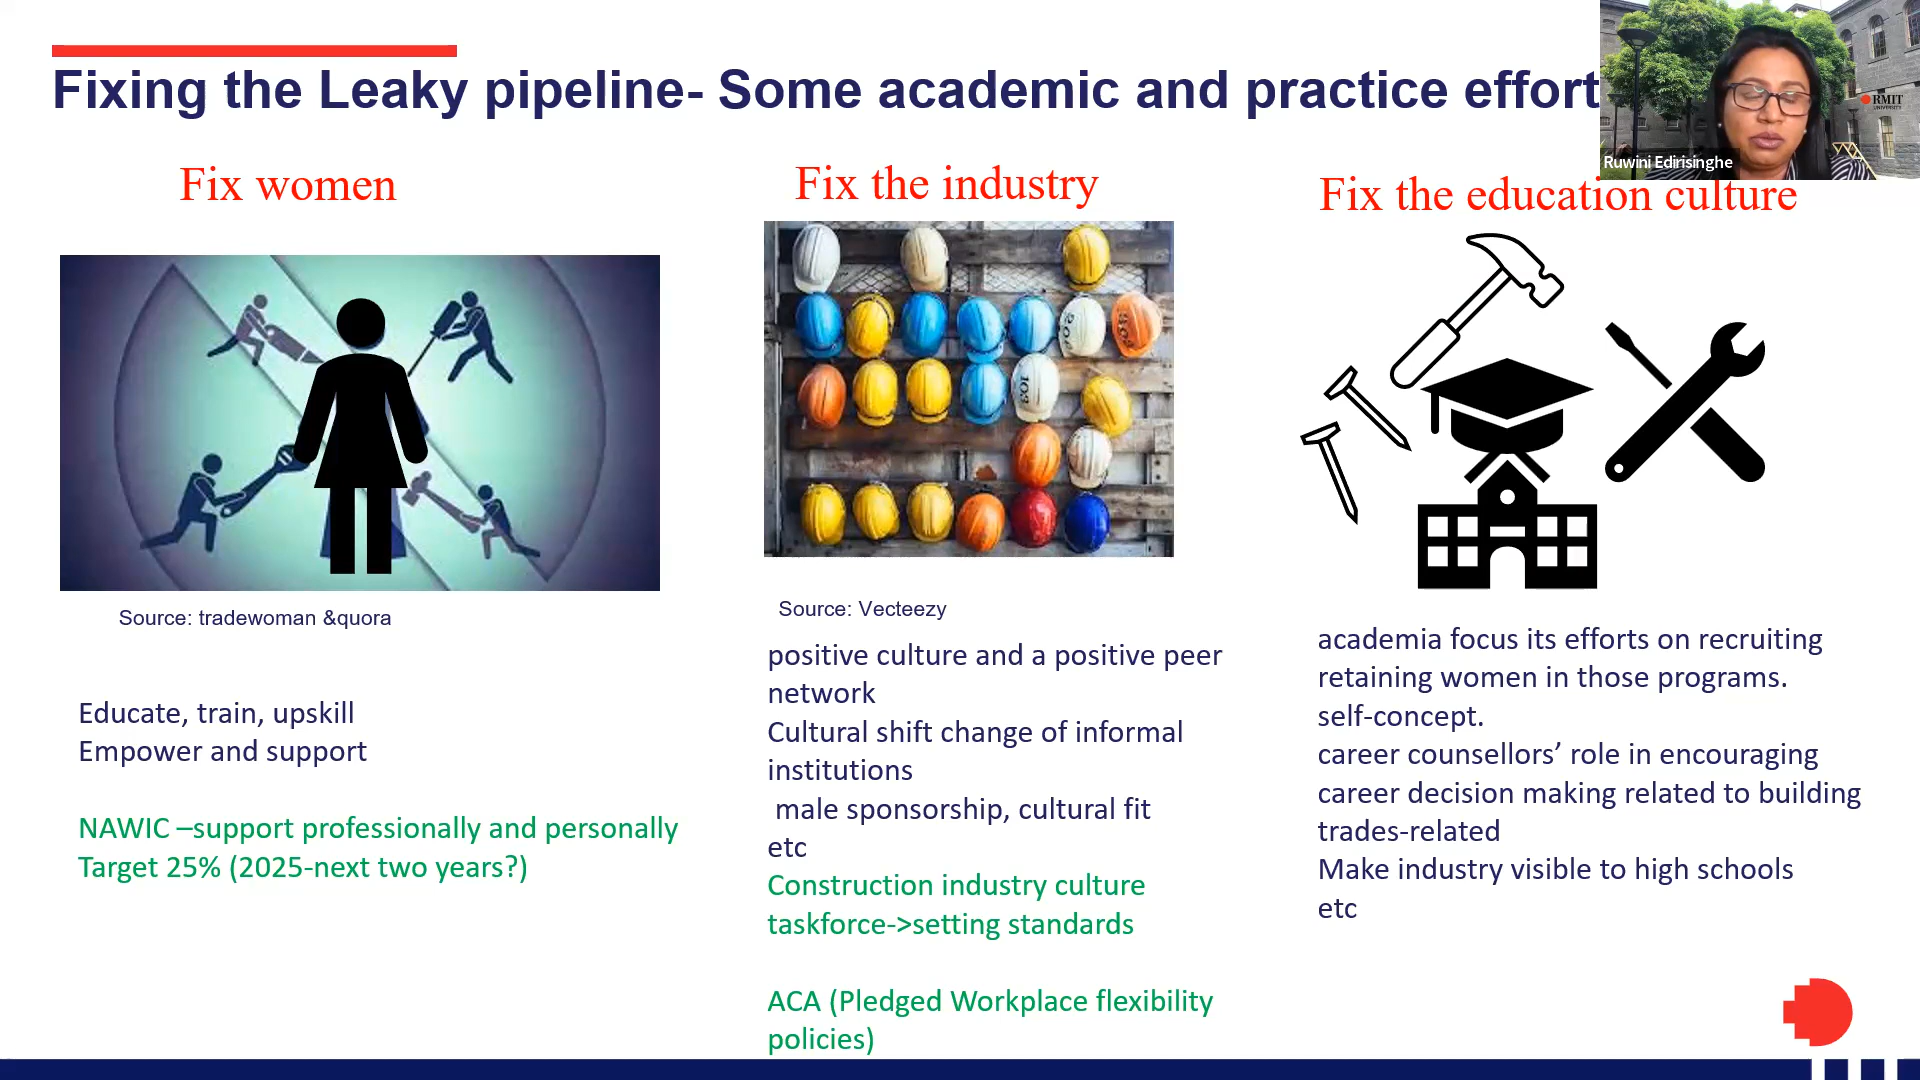 Fixing the Leaky pipeline- Some academic and practice effort
RMIT
UNIVERSITY
Ruwini Edirisinghe
Fix women
Fix the industry
Fix the education culture
Source: tradewoman &quora
Educate, train, upskill
Empower and support
NAWIC –support professionally and personally
Target 25% (2025-next two years?)
103
Source: Vecteezy
positive culture and a positive peer
network
Cultural shift change of informal
institutions
male sponsorship, cultural fit
etc
Construction industry culture
taskforce->setting standards
ACA (Pledged Workplace flexibility
policies)
academia focus its efforts on recruiting
retaining women in those programs.
self-concept.
career counsellors’ role in encouraging
career decision making related to building
trades-related
Make industry visible to high schools
etc